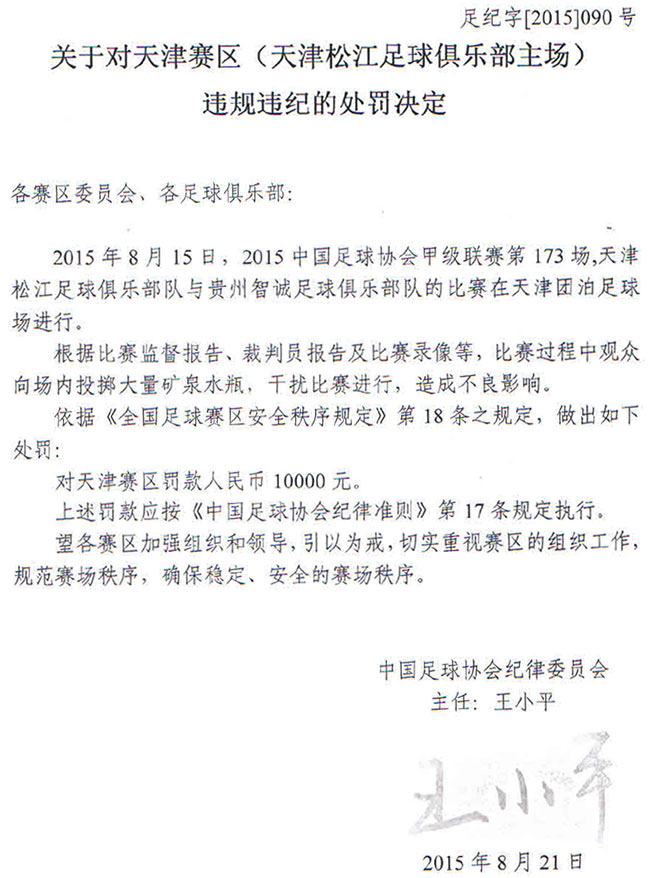 足纪字[2015]090 号
关于对天津赛区（天津松江足球俱乐部主场）
违规违纪的处罚决定
各赛区委员会、各足球俱乐部：
2015 年 8 月 15 日，2015 中国足球协会甲级联赛第 173 场,天津
松江足球俱乐部队与贵州智诚足球俱乐部队的比赛在天津团泊足球
场进行。
根据比赛监督报告、裁判员报告及比赛录像等，比赛过程中观众
向场内投掷大量矿泉水瓶，干扰比赛进行，造成不良影响。
依据《全国足球赛区安全秩序规定》第 18 条之规定，做出如下
处罚：
对天津赛区罚款人民币 10000 元。
上述罚款应按《中国足球协会纪律准则》第 17 条规定执行。
望各赛区加强组织和领导，引以为戒，切实重视赛区的组织工作，
规范赛场秩序，确保稳定、安全的赛场秩序。
中国足球协会纪律委员会
主任：王小平
王小平
2015 年 8 月 21 日